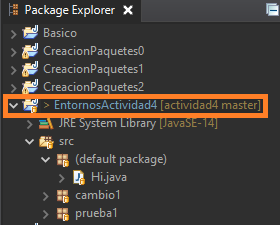 Package Explorer
Basico
CreacionPaquetes0
CreacionPaquetes1
CreacionPaquetes2
> EntornosActividad4 [actividad4 master]
JRE System Library [JavaSE-14]
src
(default package)
Hi.java
cambio1
prueba1